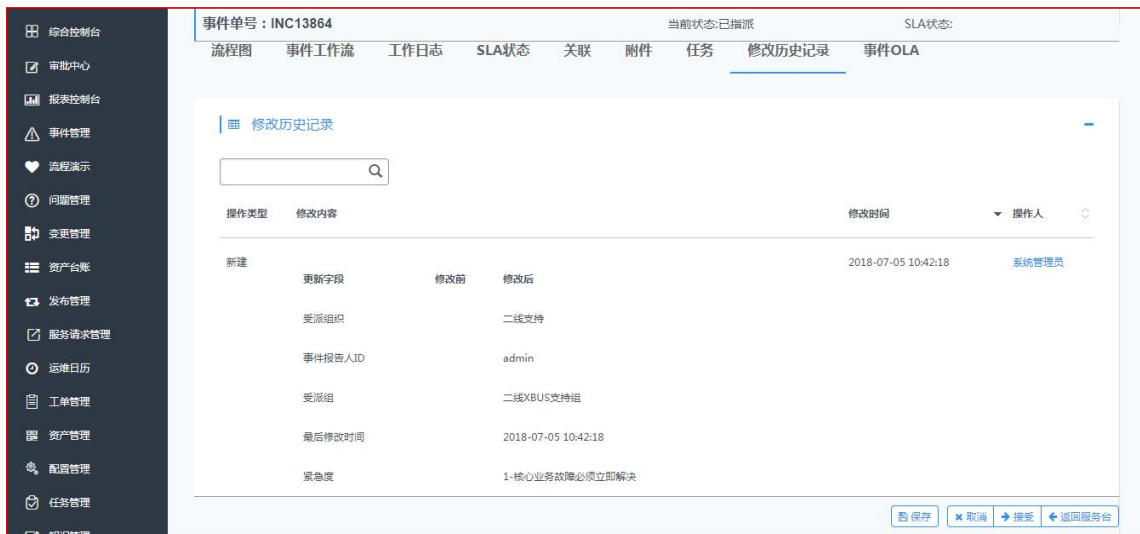 综合控制台
审批中心
报表控制台
事件管理
流程演示
问题管理
变更管理
资产台账
发布管理
服务请求管理
运维日历
工单管理
资产管理
配置管理
任务管理
事件单号：INC13864 当前状态:已指派 SLA状态:
流程图 事件工作流 工作日志 SLA状态 关联 附件 任务 修改历史记录 事件OLA
修改历史记录
操作类型 修改内容 修改时间 操作人
新建 2018-07-05 10:42:18 系统管理员
更新字段 修改前 修改后
受派组织 二线支持
事件报告人ID admin
受派组 二线XBUS支持组
最后修改时间 2018-07-05 10:42:18
紧急度 1-核心业务故障必须立即解决
保存 取消 接受 返回服务台